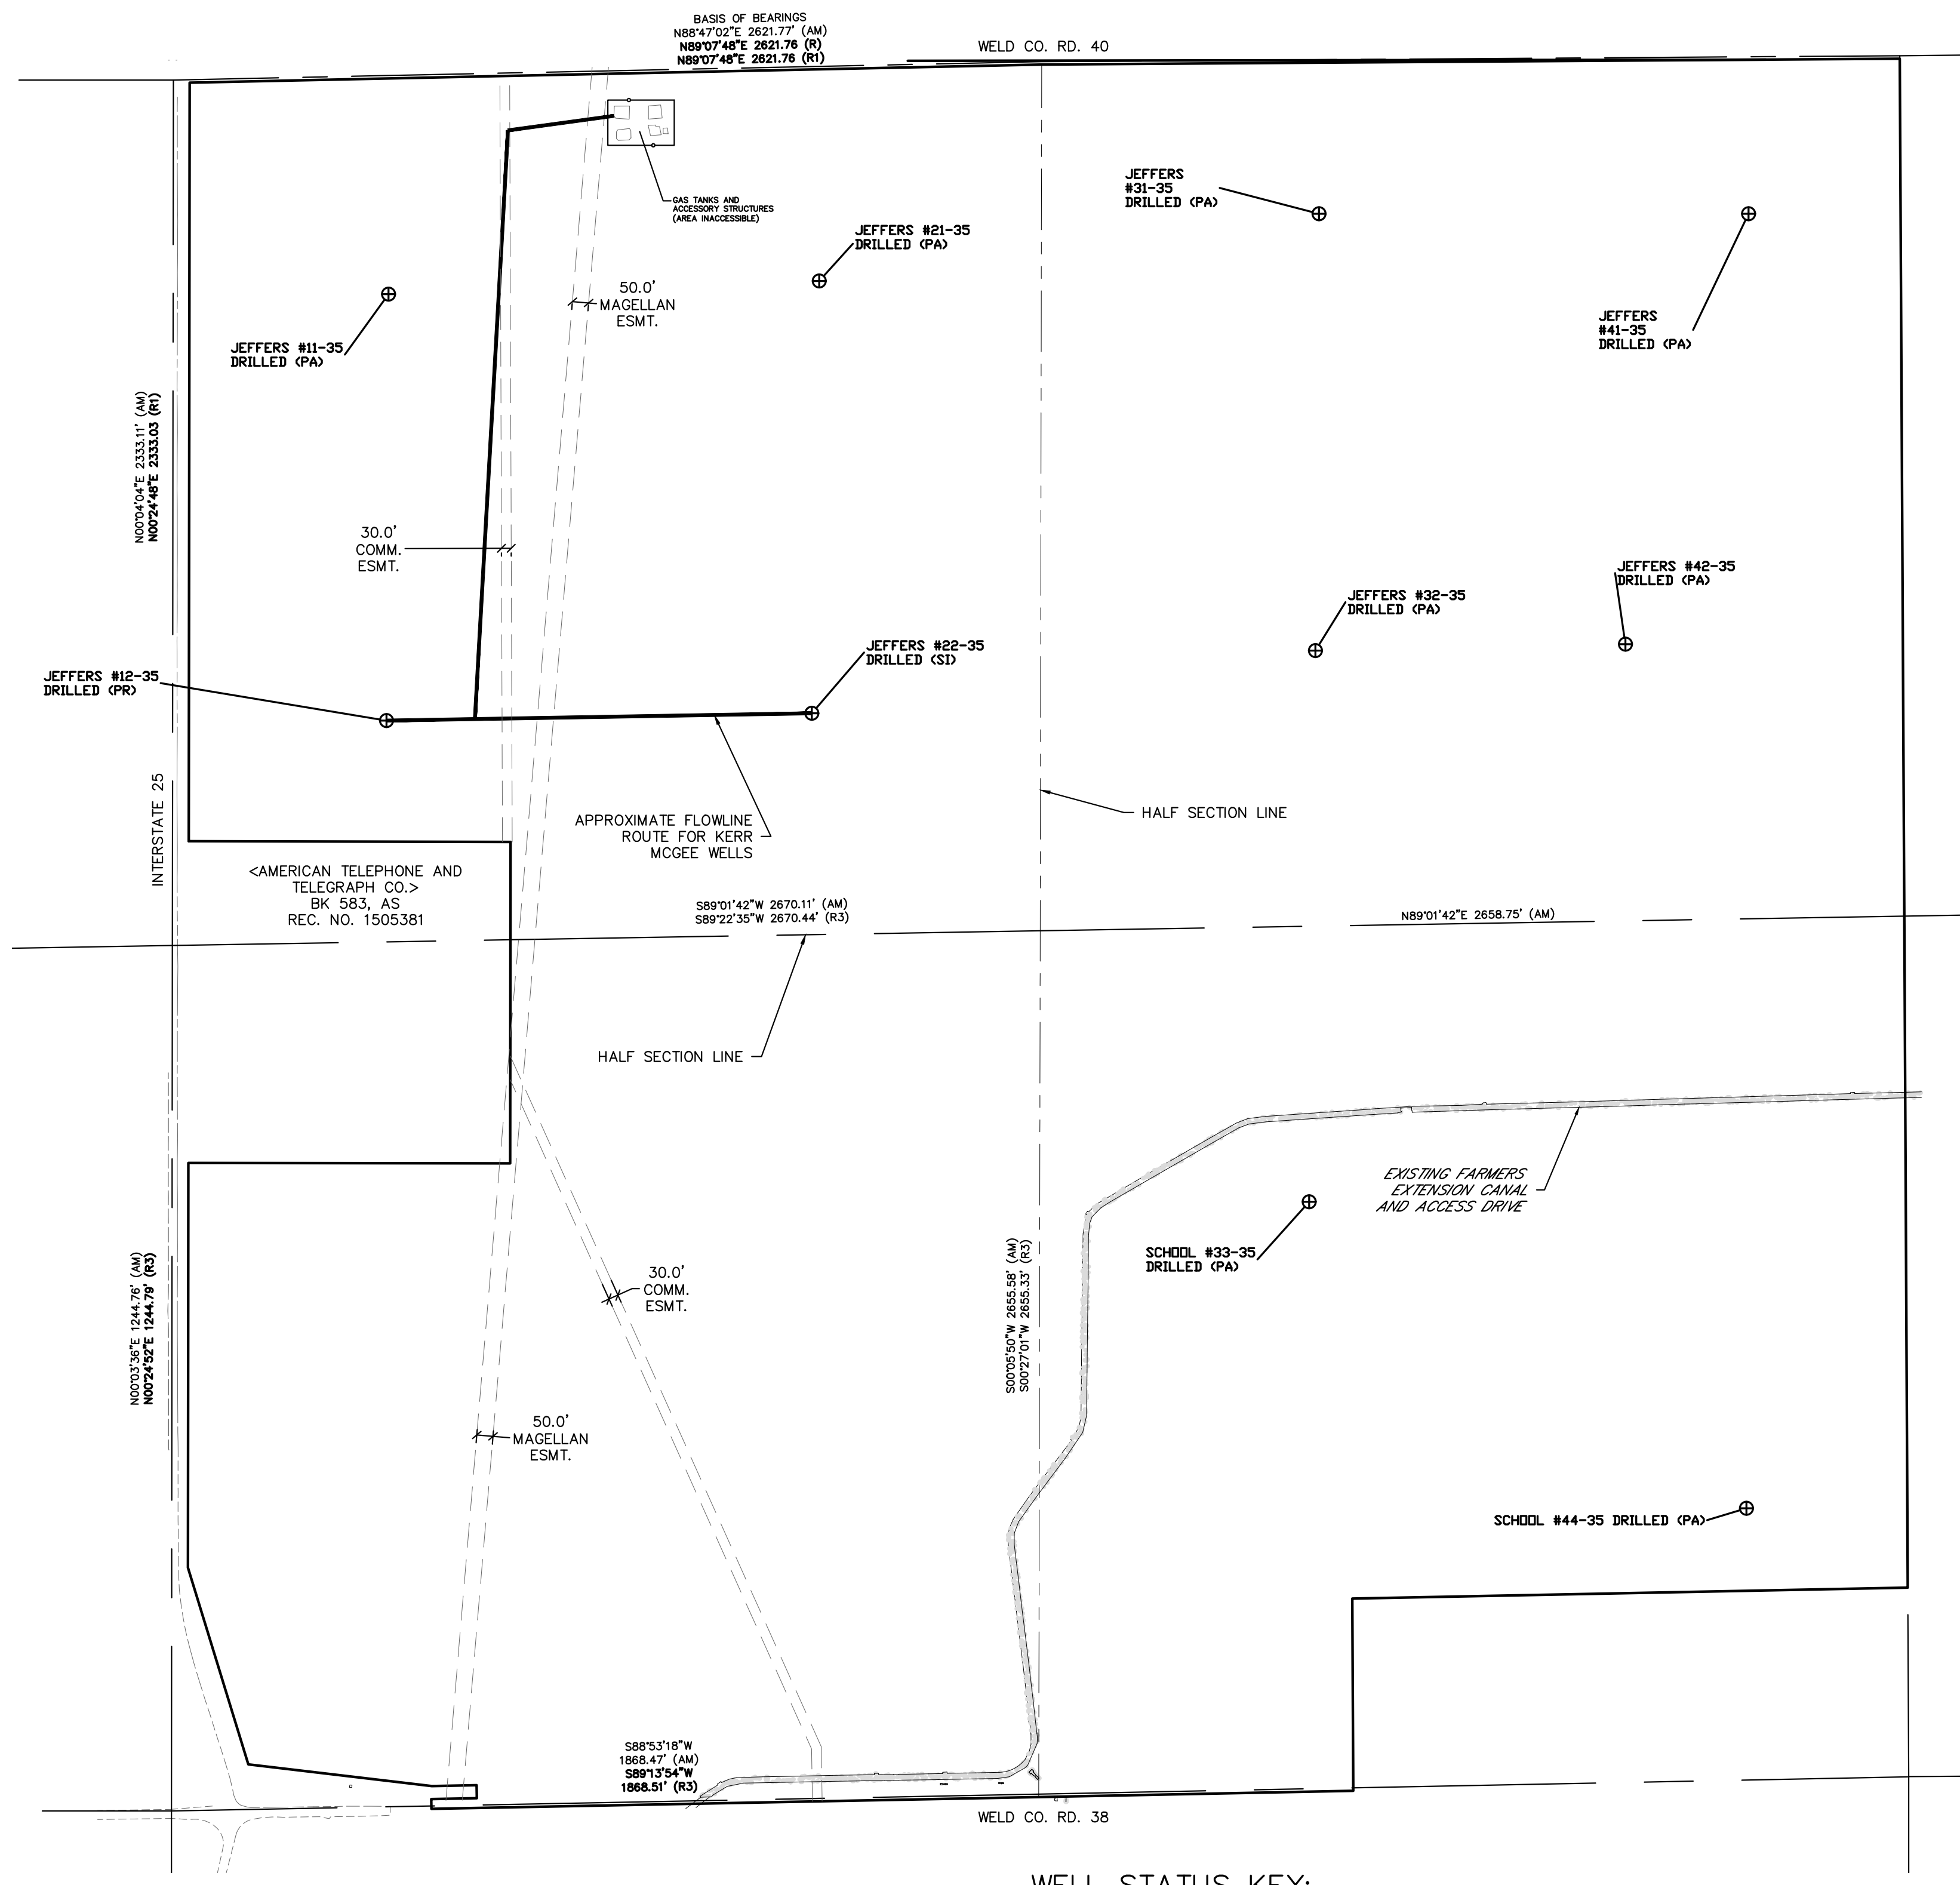 BASIS OF BEARINGS
N88°47'02"E 2621.77' (AM)
N89°07'48"E 2621.76 (R)
N89°07'48"E 2621.76 (R1)
WELD CO. RD. 40
GAS TANKS AND
ACCESSORY STRUCTURES
(AREA INACCESSIBLE)
JEFFERS
#31-35
DRILLED (PA)
JEFFERS #21-35
DRILLED (PA)
50.0'
MAGELLAN
ESMT.
JEFFERS
#41-35
DRILLED (PA)
JEFFERS #11-35
DRILLED (PA)
N00°04'04"E 2333.11' (AM)
N00°24'48"E 2333.03 (R1)
30.0'
COMM.
ESMT.
JEFFERS #42-35
DRILLED (PA)
JEFFERS #32-35
DRILLED (PA)
JEFFERS #22-35
DRILLED (SI)
JEFFERS #12-35
DRILLED (PR)
INTERSTATE 25
APPROXIMATE FLOWLINE
ROUTE FOR KERR
MCGEE WELLS
HALF SECTION LINE
<AMERICAN TELEPHONE AND
TELEGRAPH CO.>
BK 583, AS
REC. NO. 1505381
S89°01'42"W 2670.11' (AM)
S89°22'35"W 2670.44' (R3)
N89°01'42"E 2658.75' (AM)
HALF SECTION LINE
EXISTING FARMERS
EXTENSION CANAL
AND ACCESS DRIVE
SCHOOL #33-35
DRILLED (PA)
30.0'
COMM.
ESMT.
N00°03'36"E 1244.76' (AM)
N00°24'52"E 1244.79' (R3)
S00°05'50"W 2655.58' (AM)
S00°27'01"W 2655.33' (R3)
50.0'
MAGELLAN
ESMT.
SCHOOL #44-35 DRILLED (PA)
S88°53'18"W
1868.47' (AM)
S89°13'54"W
1868.51' (R3)
WELD CO. RD. 38
WELL STATUS KEY: